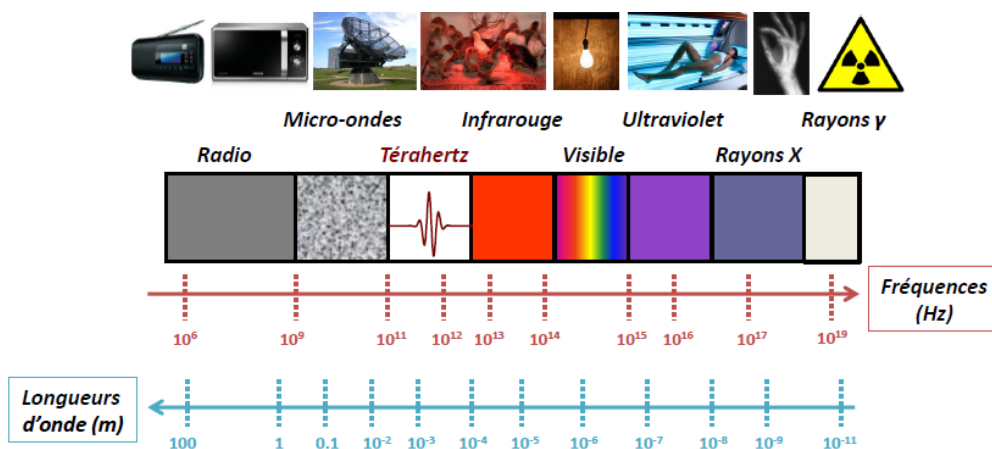 Micro-ondes Infrarouge Ultraviolet Rayons γ
Radio Térahertz Visible Rayons X
Fréquences
(Hz)
10⁶ 10⁹ 10¹¹ 10¹² 10¹³ 10¹⁴ 10¹⁵ 10¹⁶ 10¹⁷ 10¹⁹
Longueurs
d'onde (m)
100 1 0.1 10⁻² 10⁻³ 10⁻⁴ 10⁻⁵ 10⁻⁶ 10⁻⁷ 10⁻⁸ 10⁻⁹ 10⁻¹¹